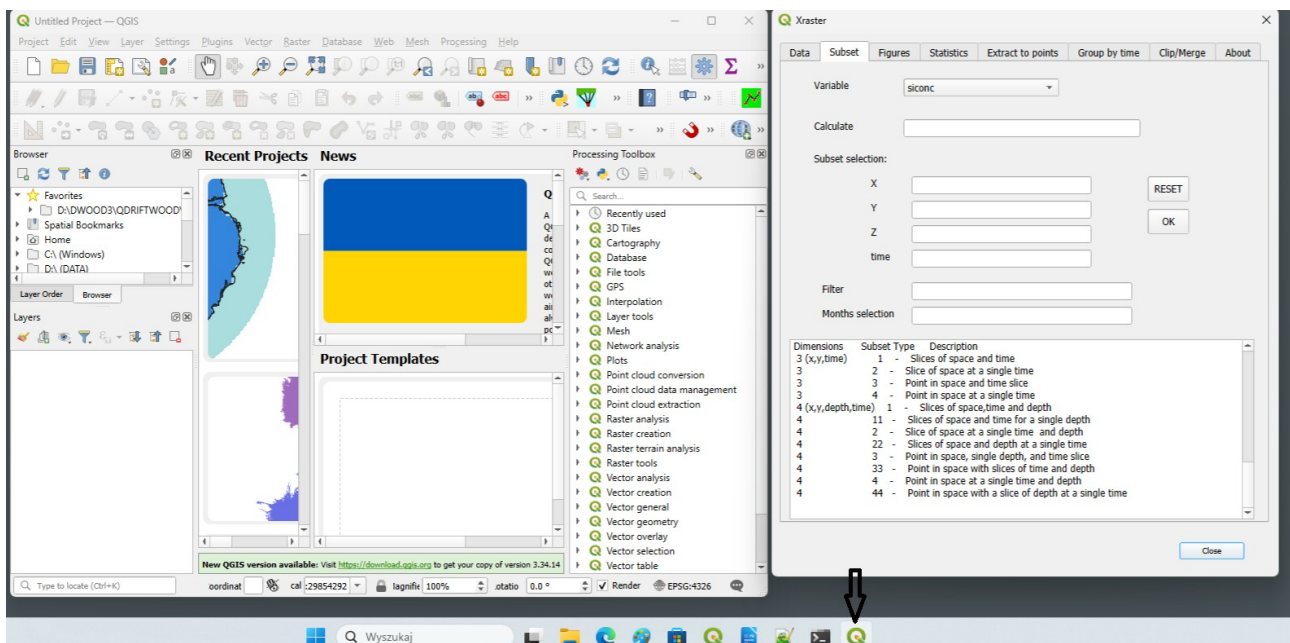 Untitled Project — QGIS
Project Edit View Layer Settings Plugins Vector Raster Database Web Mesh Processing Help
Browser
Favorites
D:\DWOOD3\QDRIFTWOOD'
Spatial Bookmarks
Home
C:\ (Windows)
D:\ (DATA)
Layer Order Browser
Layers
Recent Projects News
Q
A
Project Templates
New QGIS version available: Visit https://download.qgis.org to get your copy of version 3.34.14
Processing Toolbox
Search...
Recently used
3D Tiles
Cartography
Database
File tools
GPS
Interpolation
Layer tools
Mesh
Network analysis
Plots
Point cloud conversion
Point cloud data management
Point cloud extraction
Raster analysis
Raster creation
Raster terrain analysis
Raster tools
Vector analysis
Vector creation
Vector general
Vector geometry
Vector overlay
Vector selection
Vector table
Type to locate (Ctrl+K) oordinat cal :29854292 lagnifie 100% otatio 0.0 ° Render EPSG:4326
Xraster
Data Subset Figures Statistics Extract to points Group by time Clip/Merge About
Variable siconc
Calculate
Subset selection:
X
RESET
Y
OK
Z
time
Filter
Months selection
Dimensions Subset Type Description
3 (x,y,time) 1 - Slices of space and time
3 2 - Slice of space at a single time
3 3 - Point in space and time slice
3 4 - Point in space at a single time
4 (x,y,depth,time) 1 - Slices of space,time and depth
4 11 - Slices of space and time for a single depth
4 2 - Slice of space at a single time and depth
4 22 - Slices of space and depth at a single time
4 3 - Point in space, single depth, and time slice
4 33 - Point in space with slices of time and depth
4 4 - Point in space at a single time and depth
4 44 - Point in space with a slice of depth at a single time
Close
Wyszukaj